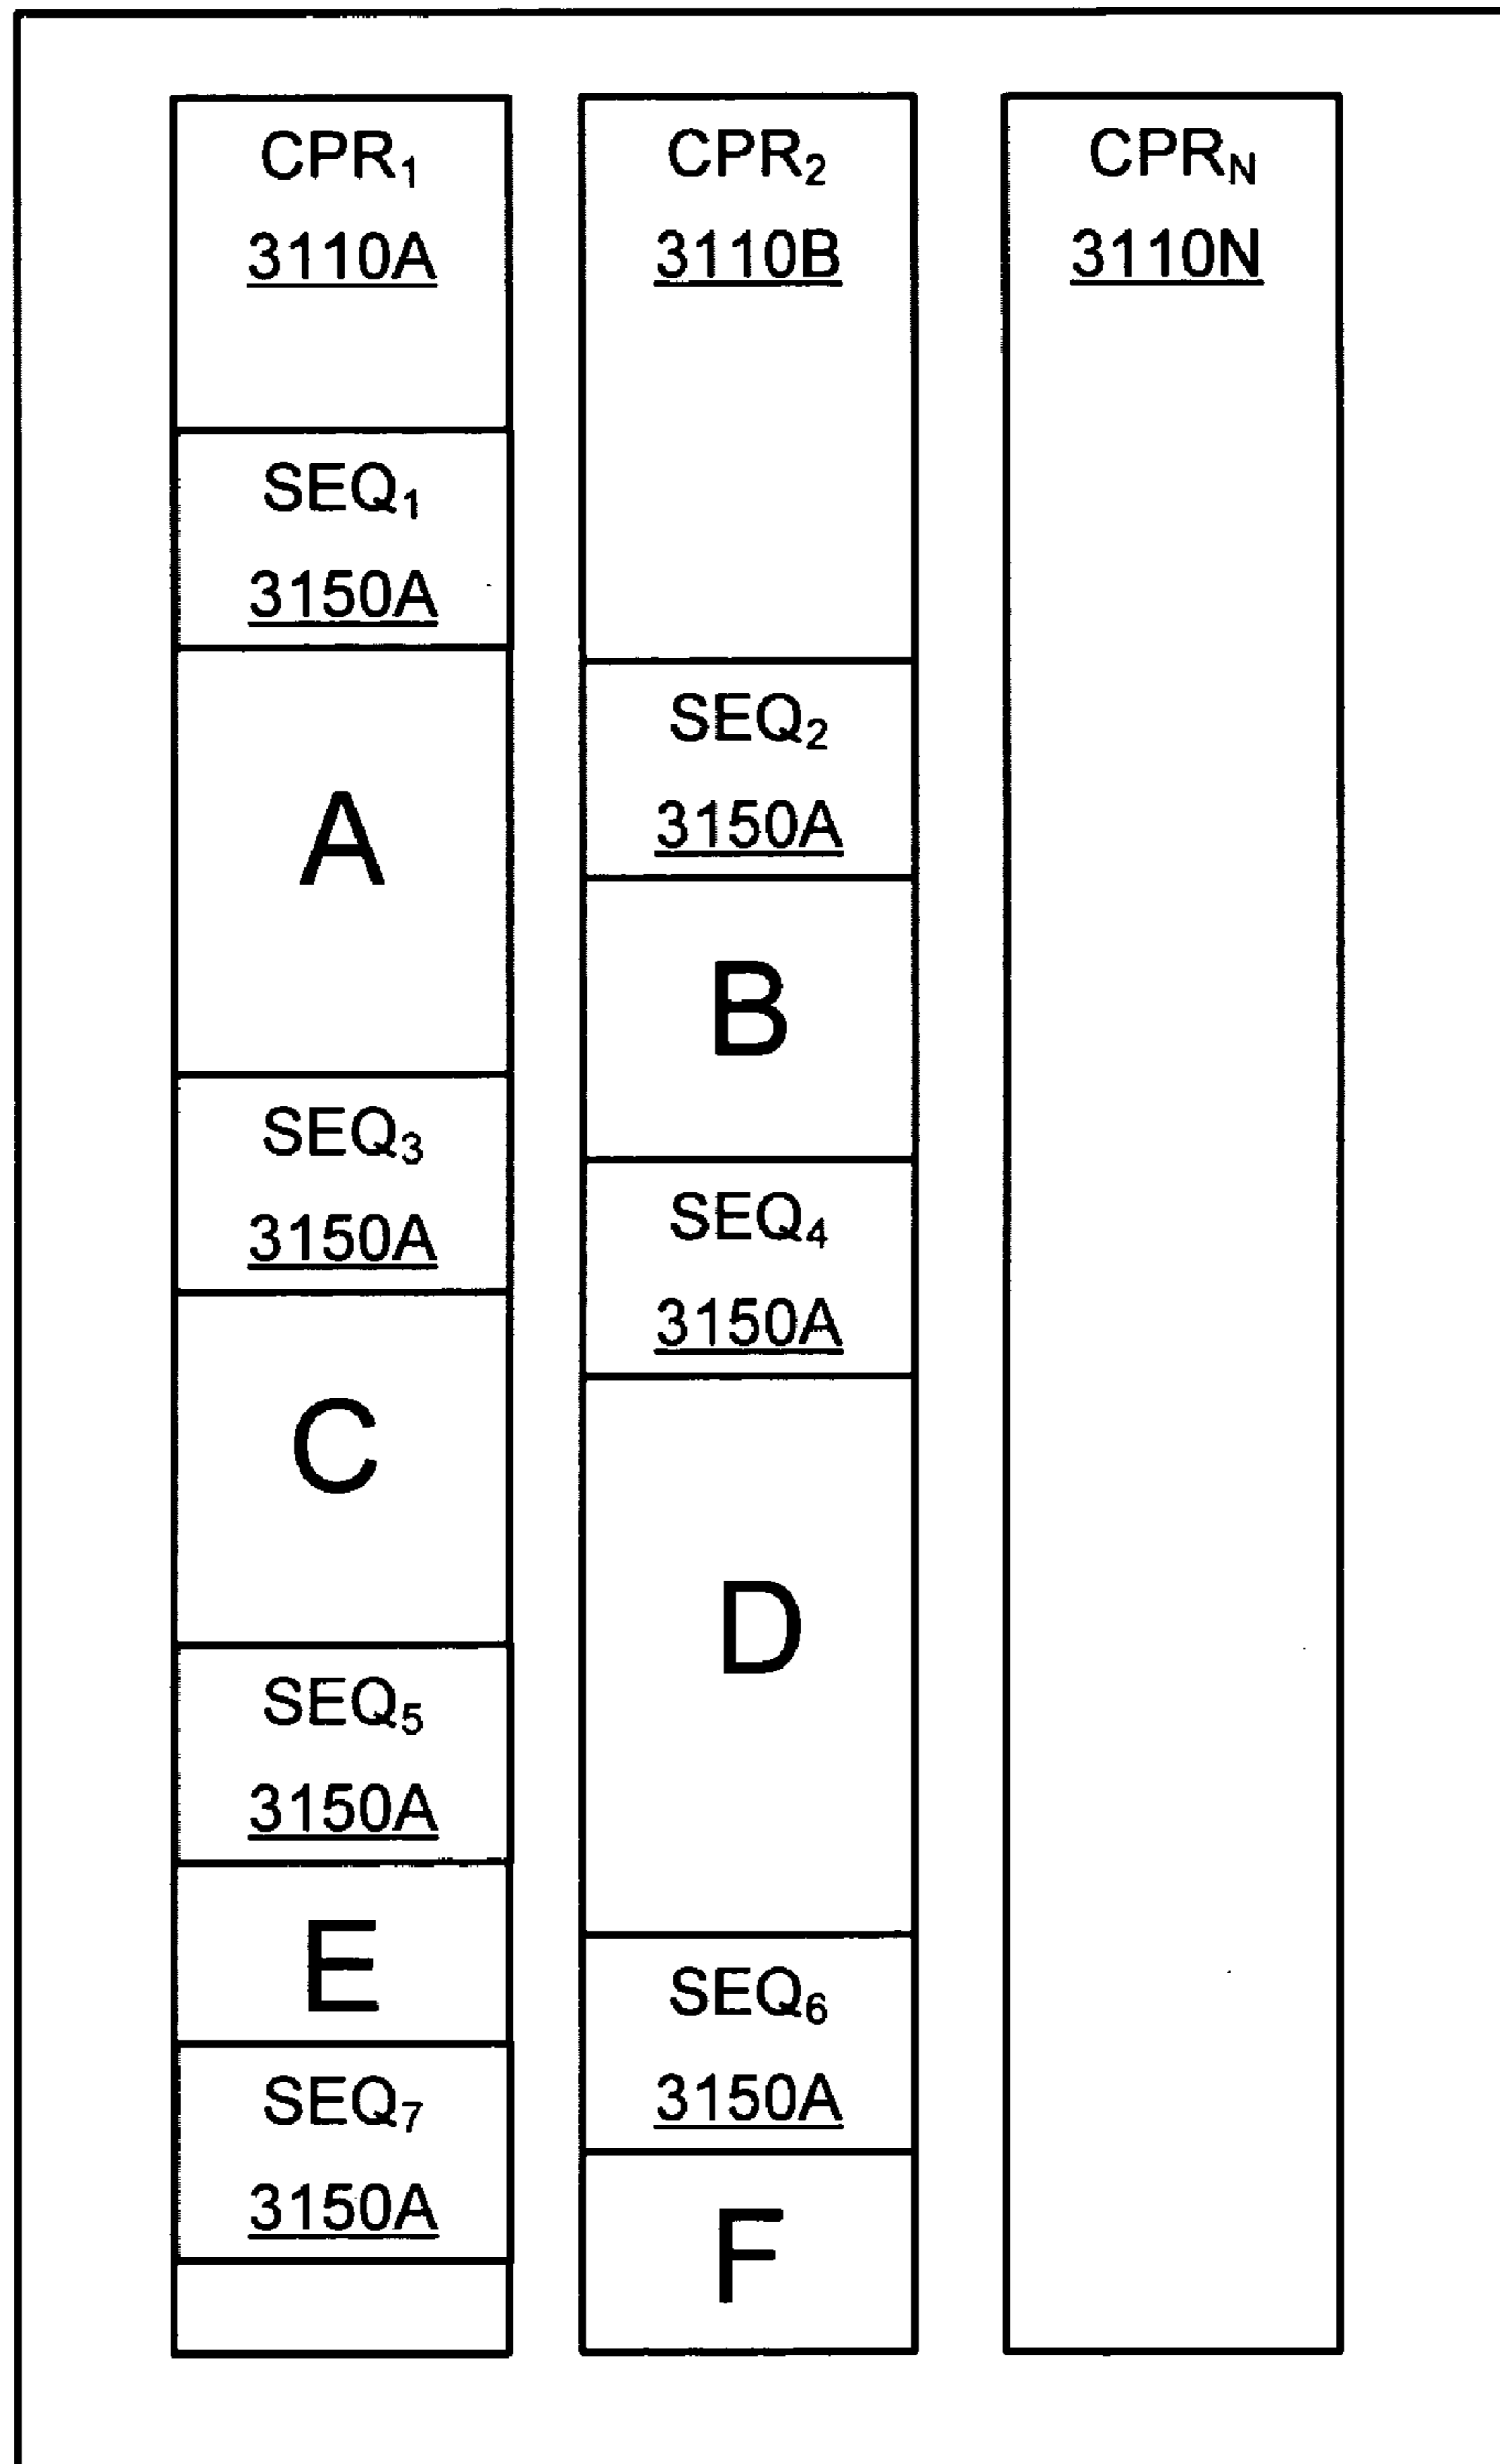 CPR₁
3110A
SEQ₁
3150A
A
SEQ₃
3150A
C
SEQ₅
3150A
E
SEQ₇
3150A
CPR₂
3110B
SEQ₂
3150A
B
SEQ₄
3150A
D
SEQ₆
3150A
F
CPR_N
3110N